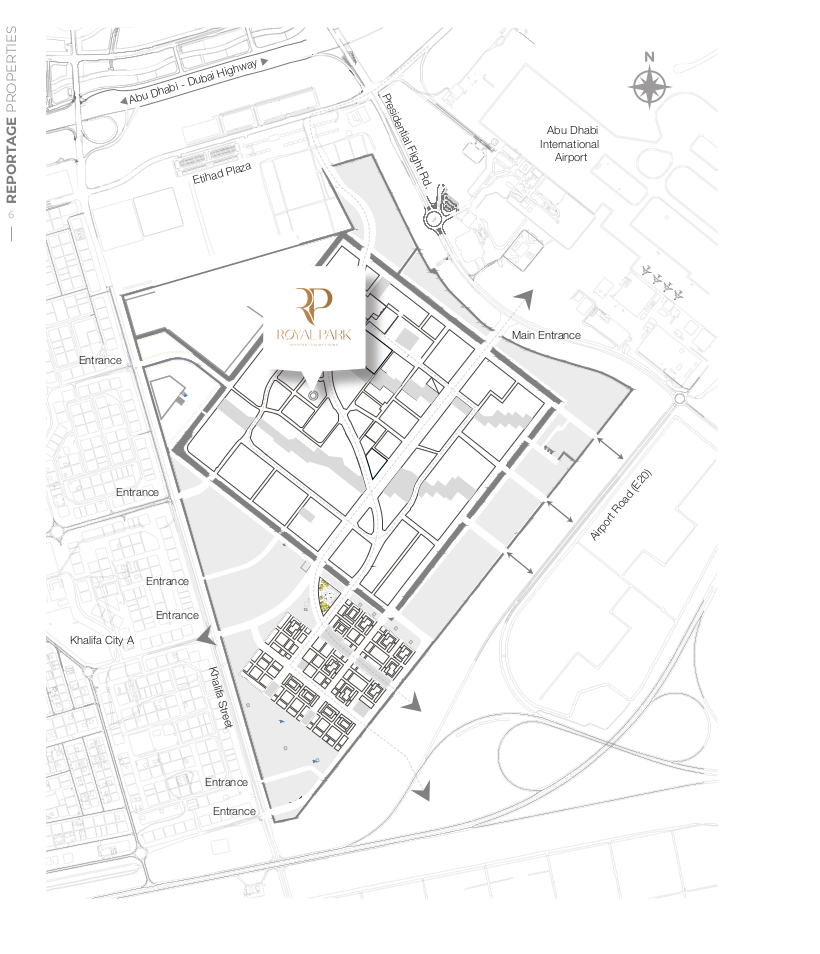 REPORTAGE PROPERTIES
6
N
Abu Dhabi - Dubai Highway
Presidential Flight Rd.
Abu Dhabi
International
Airport
Etihad Plaza
RP
ROYAL PARK
Main Entrance
Entrance
Entrance
Airport Road (E20)
Entrance
Entrance
Khalifa City A
Khalifa Street
Entrance
Entrance